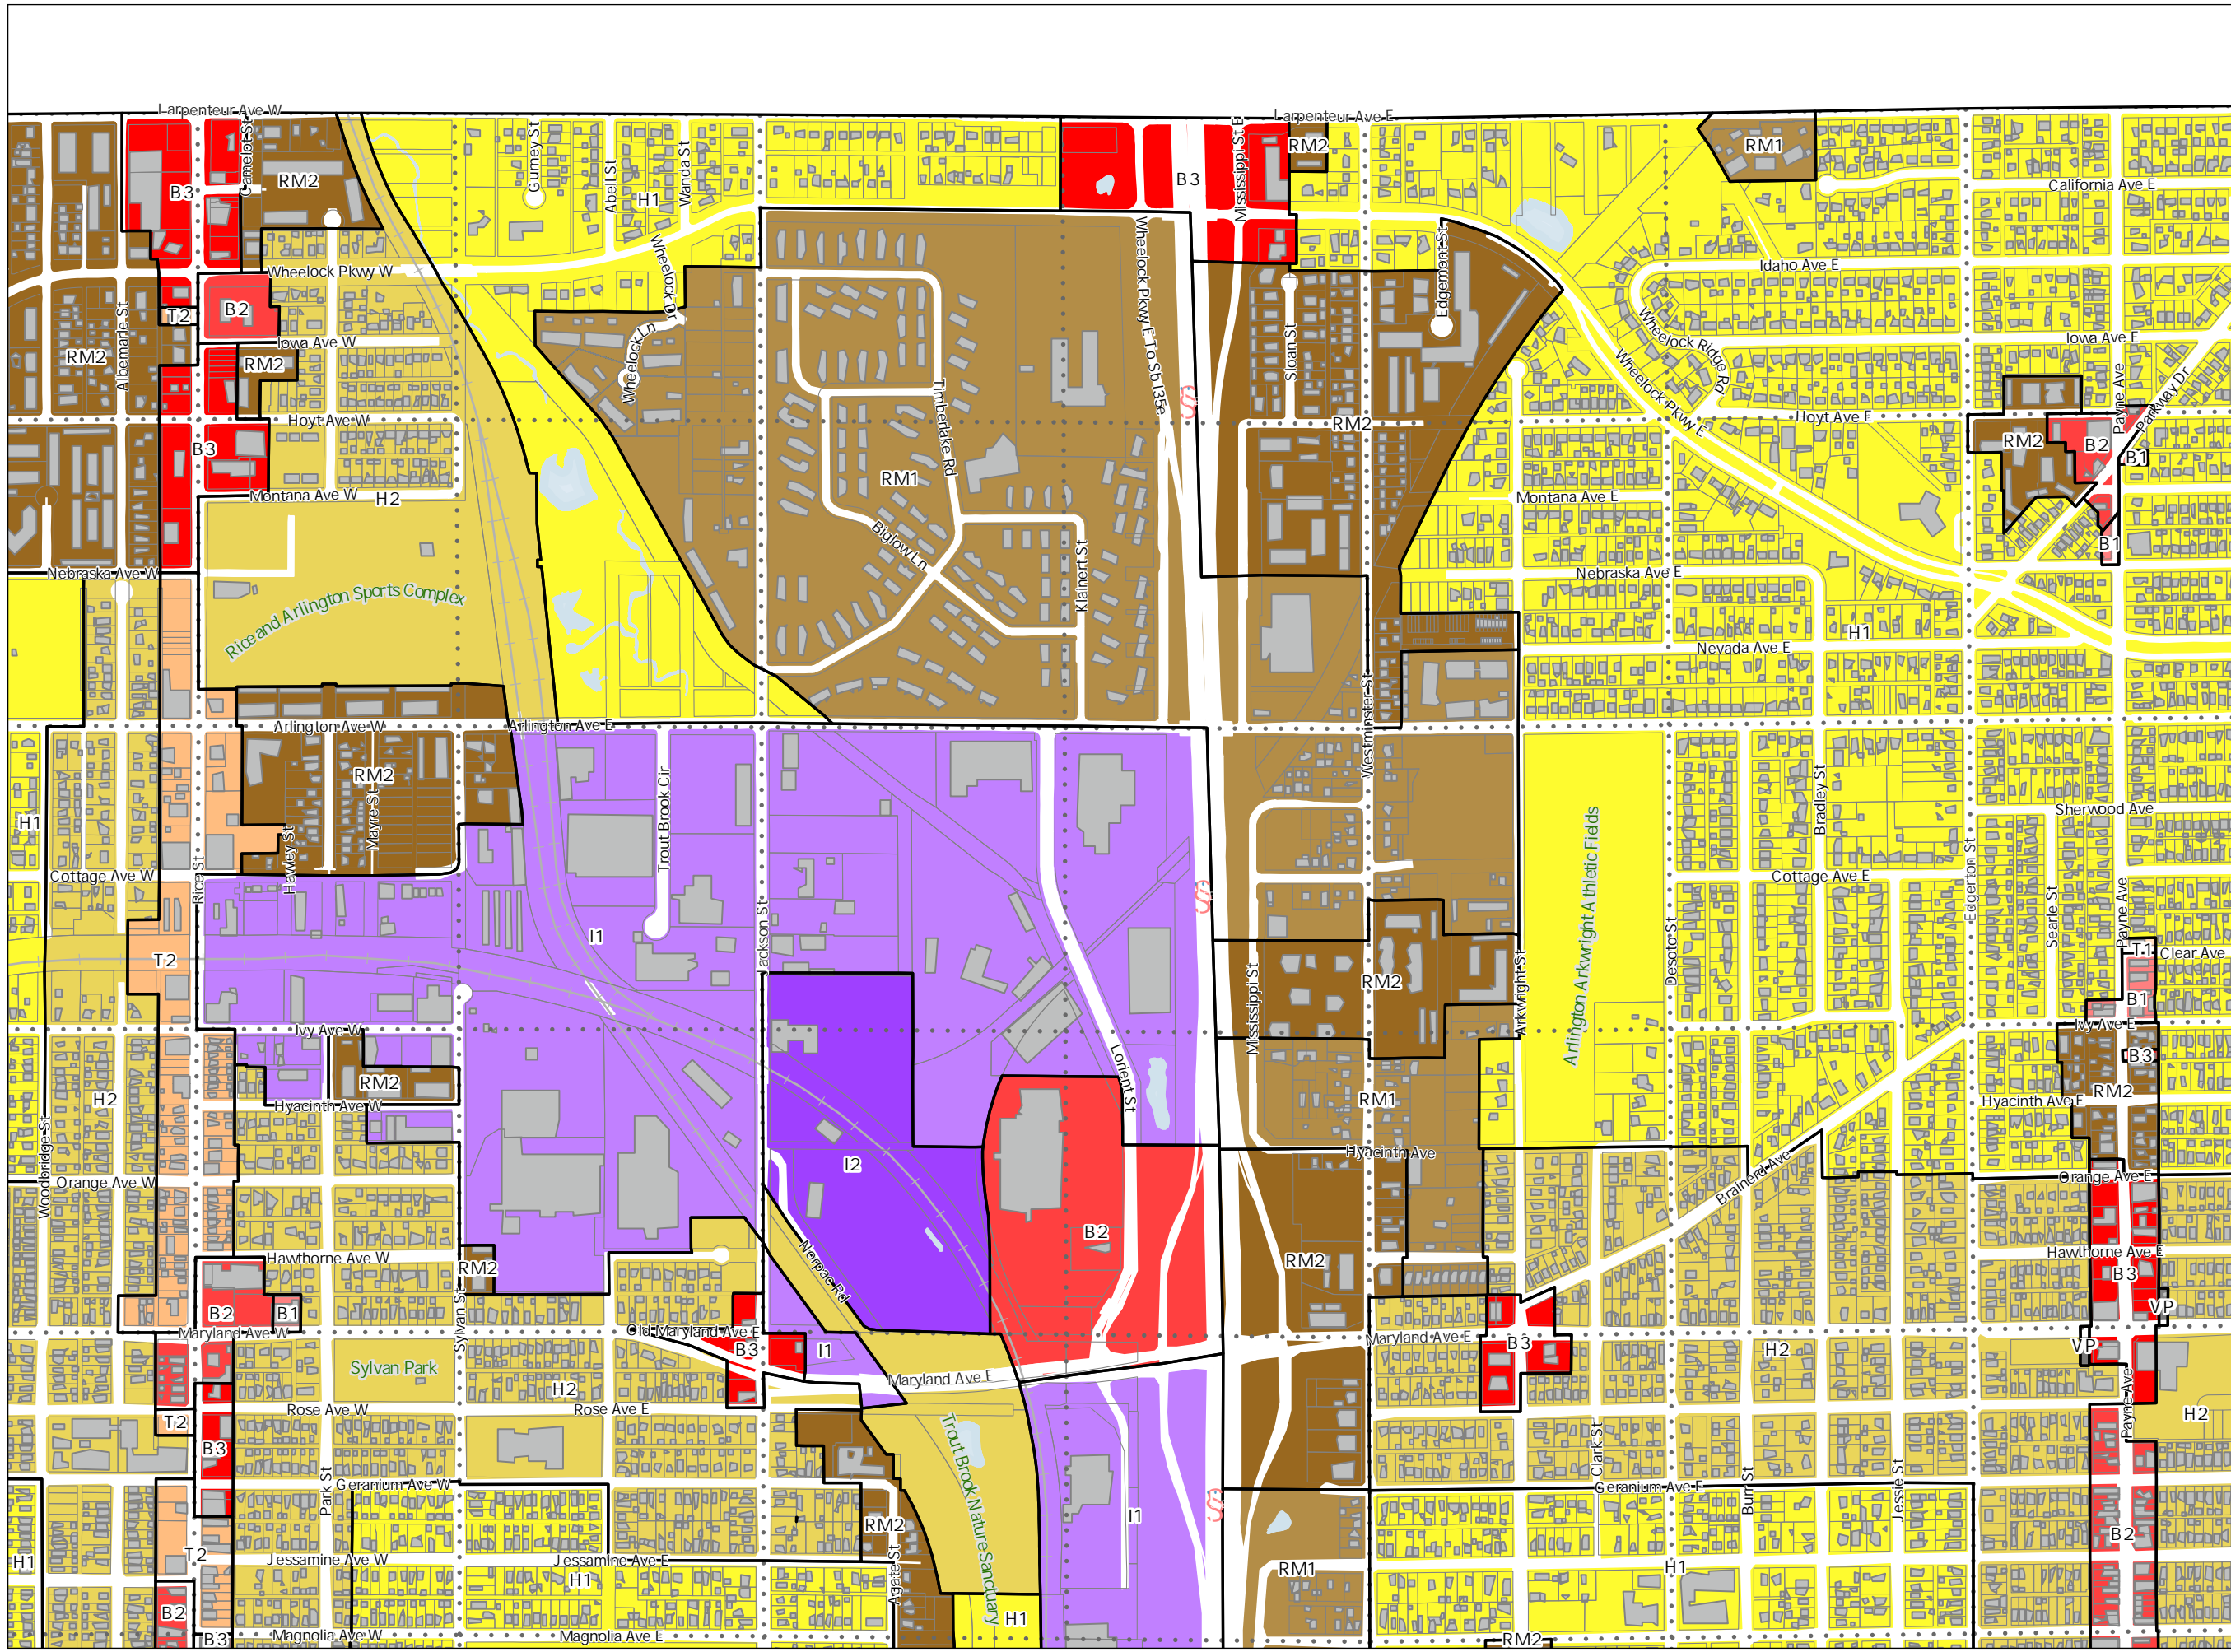 Larpenteur Ave W
Larpenteur Ave E
Camelot St
Gurney St
Abell St
Wanda St
H1
B3
RM2
B3
Mississippi St E
RM2
RM1
California Ave E
Wheelock Pkwy W
Wheelock Dr
Wheelock Pkwy E To Sb I35e
Edgemont St
Idaho Ave E
T2
B2
Albemarle St
RM2
Iowa Ave W
RM2
Wheelock Ln
Timberlake Rd
Sloan St
Wheelock Ridge Rd
Wheelock Pkwy E
Iowa Ave E
Payne Ave
Parkway Dr
Hoyt Ave W
B3
RM2
Hoyt Ave E
RM2
B2
B1
Montana Ave W
H2
RM1
Biglow Ln
Klainert St
Montana Ave E
B1
Nebraska Ave W
Nebraska Ave E
Rice and Arlington Sports Complex
H1
Nevada Ave E
Westminster St
Arlington Ave W
Arlington Ave E
RM2
Mayre St
Hawley St
Trout Brook Cir
H1
Bradley St
Sherwood Ave
Arlington Arkwright Athletic Fields
Cottage Ave W
Rice St
Cottage Ave E
Edgerton St
Searle St
Payne Ave
Jackson St
I1
T2
Desoto St
T1
Clear Ave
Mississippi St
RM2
Arkwright St
B1
Ivy Ave W
Ivy Ave E
B3
Lorient St
RM2
RM2
H2
Hyacinth Ave W
RM1
Hyacinth Ave E
Woodbridge St
I2
Hyacinth Ave
Orange Ave W
Brainerd Ave
Orange Ave E
Norpac Rd
B2
Hawthorne Ave W
RM2
RM2
Hawthorne Ave E
B3
B2
B1
Sylvan St
VP
Maryland Ave W
Old Maryland Ave E
B3
I1
Maryland Ave E
B3
H2
VP
Sylvan Park
H2
Maryland Ave E
Payne Ave
T2
Rose Ave W
Rose Ave E
B3
H2
Trout Brook Nature Sanctuary
Clark St
Park St
Geranium Ave W
Geranium Ave E
Burr St
Jessie St
RM2
I1
B2
T2
H1
Jessamine Ave W
Jessamine Ave E
H1
Agate St
RM1
H1
B2
H1
B3
Magnolia Ave W
Magnolia Ave E
RM2